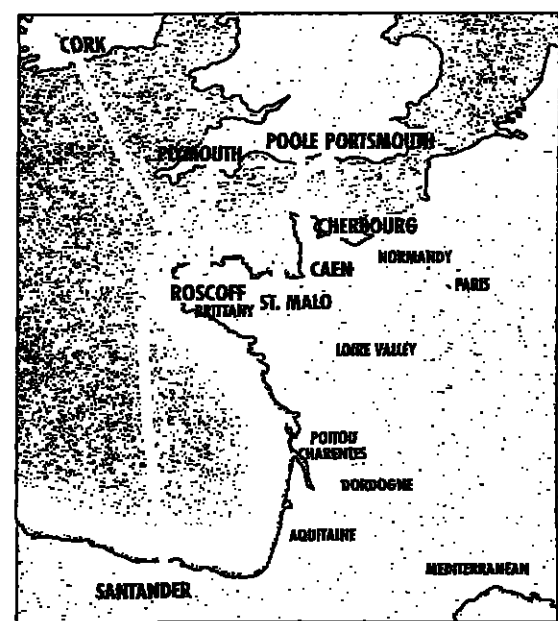 CORK
POOLE PORTSMOUTH
PLYMOUTH
CHERBOURG
NORMANDY
CAEN
PARIS
ROSCOFF
BRITTANY
ST. MALO
LOIRE VALLEY
POITOU
CHARENTES
DORDOGNE
AQUITAINE
MEDITERRANEAN
SANTANDER